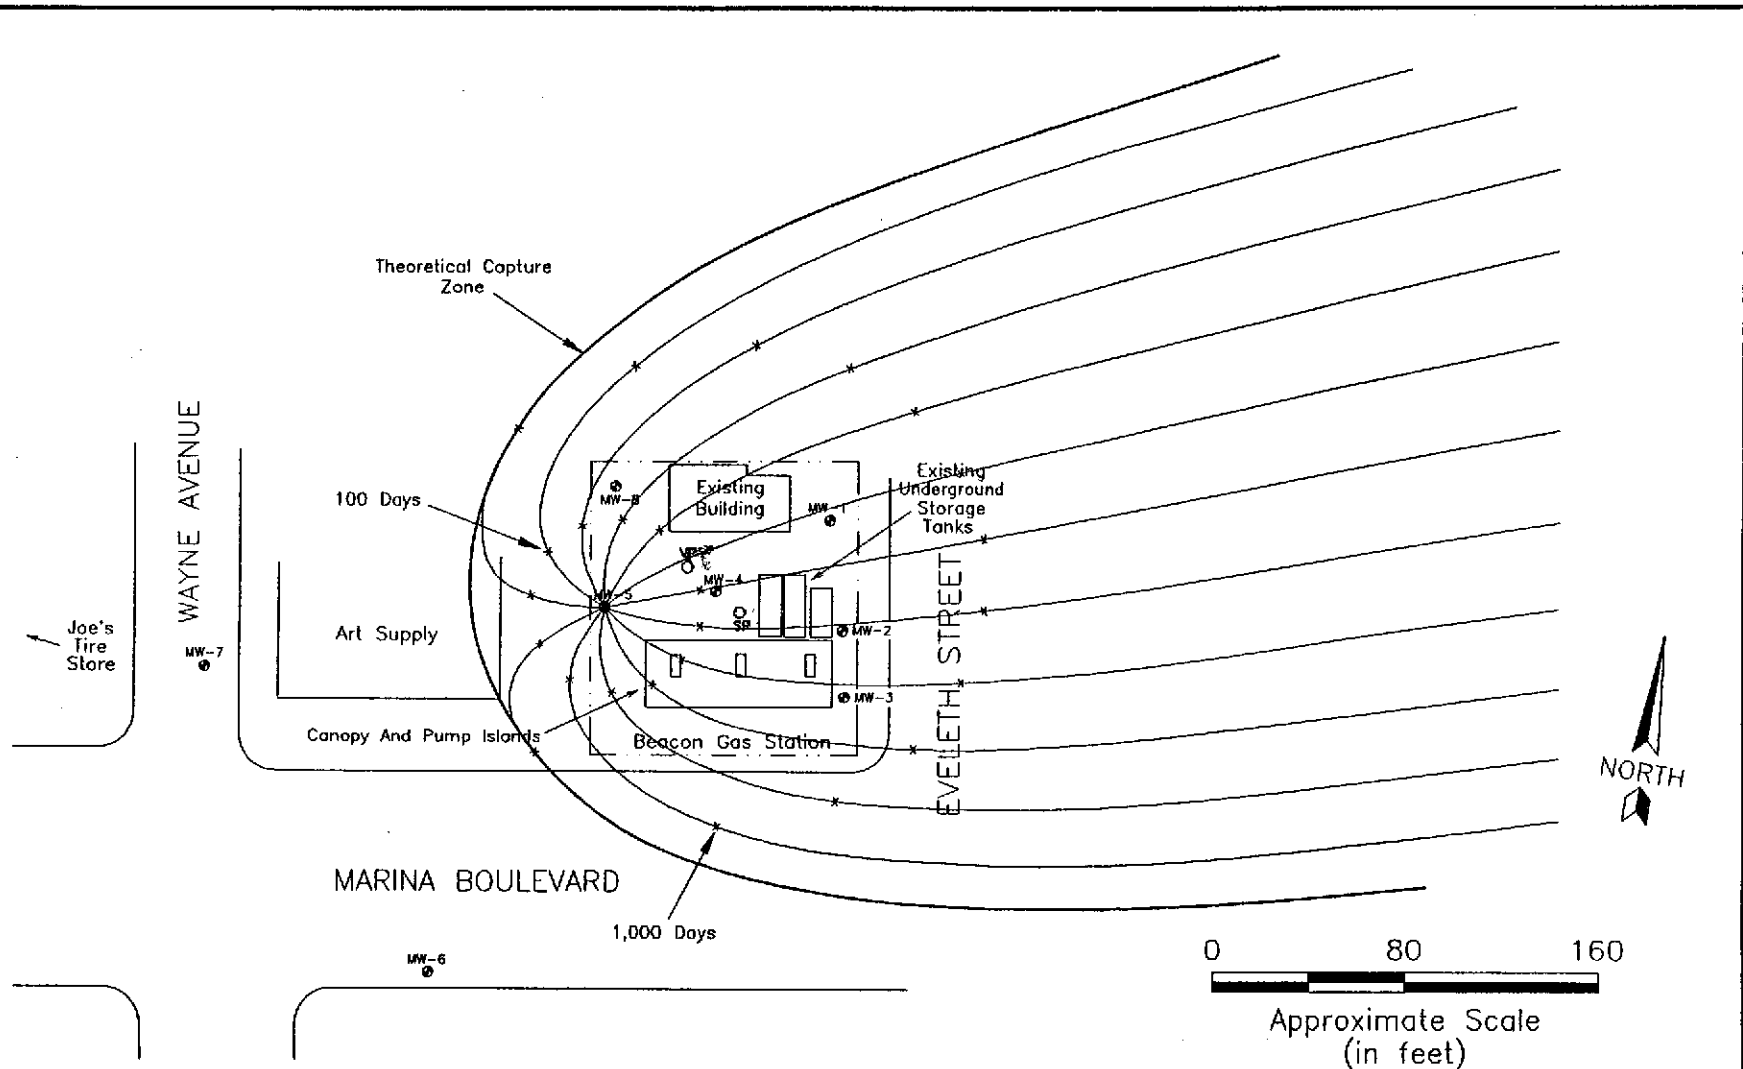 Theoretical Capture
Zone
WAYNE AVENUE
100 Days
MW-8
Existing
Building
MW-1
Existing
Underground
Storage
Tanks
MW-4
MW-5
SP
MW-2
MW-3
EVELETH STREET
Joe's
Tire
Store
MW-7
Art Supply
Canopy And Pump Islands
Beacon Gas Station
NORTH
MARINA BOULEVARD
1,000 Days
MW-6
0 80 160
Approximate Scale
(in feet)